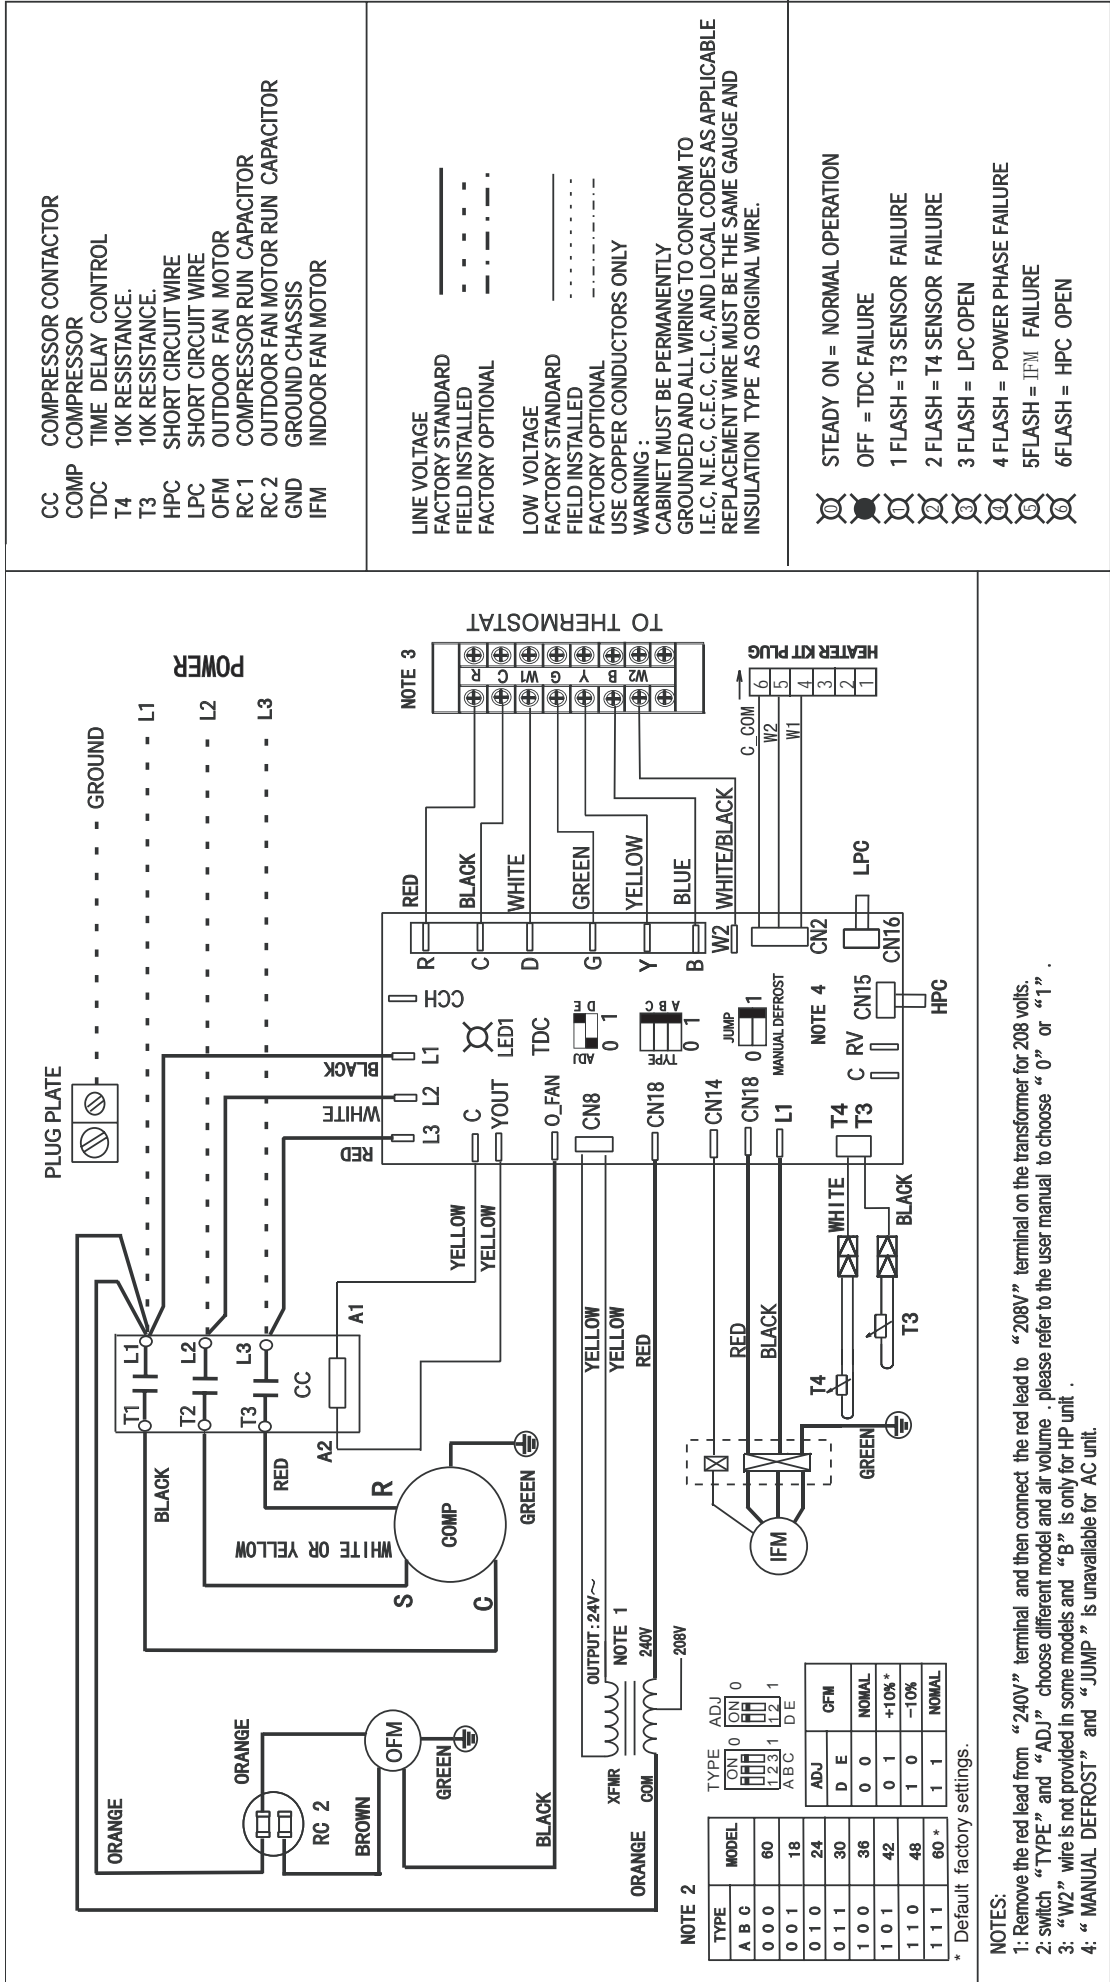 PLUG PLATE
GROUND
POWER
L1
L2
L3
BLACK
WHITE
RED
L1
L2
L3
T1
T2
T3
CC
A1
A2
BLACK
RED
WHITE OR YELLOW
R
S
C
COMP
GREEN
YELLOW
YELLOW
ORANGE
ORANGE
RC 2
BROWN
OFM
GREEN
BLACK
ORANGE
XFMR
COM
OUTPUT:24V～
NOTE 1
240V
208V
YELLOW
YELLOW
RED
L1
L2
L3
C
YOUT
O_FAN
CN8
CN18
CN14
CN18
L1
T4
T3
CCH
LED1
TDC
ADJ
D E
0 1
TYPE
A B C
0 1
JUMP
0 1
MANUAL DEFROST
NOTE 4
C
RV
CN15
HPC
CN16
LPC
CN2
R
C
D
G
Y
B
W2
RED
BLACK
WHITE
GREEN
YELLOW
BLUE
WHITE/BLACK
NOTE 3
R
C
W1
G
Y
B
W2
TO THERMOSTAT
C_COM
W2
W1
6
5
4
3
2
1
HEATER KIT PLUG
RED
BLACK
IFM
GREEN
WHITE
BLACK
T4
T3
NOTE 2
TYPE MODEL
A B C
0 0 0 60
0 0 1 18
0 1 0 24
0 1 1 30
1 0 0 36
1 0 1 42
1 1 0 48
1 1 1 60 *
TYPE
ON
1 2 3
A B C
0
1
ADJ
ON
1 2
D E
0
1
ADJ CFM
D E
0 0 NOMAL
0 1 +10%*
1 0 -10%
1 1 NOMAL
* Default factory settings.
NOTES:
1: Remove the red lead from “240V” terminal and then connect the red lead to “208V” terminal on the transformer for 208 volts.
2: switch “TYPE” and “ADJ” choose different model and air volume . please refer to the user manual to choose “ 0” or “1” .
3: “W2” wire is not provided in some models and “B” is only for HP unit .
4: “ MANUAL DEFROST” and “JUMP ” is unavailable for AC unit.
CC COMPRESSOR CONTACTOR
COMP COMPRESSOR
TDC TIME DELAY CONTROL
T4 10K RESISTANCE.
T3 10K RESISTANCE.
HPC SHORT CIRCUIT WIRE
LPC SHORT CIRCUIT WIRE
OFM OUTDOOR FAN MOTOR
RC 1 COMPRESSOR RUN CAPACITOR
RC 2 OUTDOOR FAN MOTOR RUN CAPACITOR
GND GROUND CHASSIS
IFM INDOOR FAN MOTOR
LINE VOLTAGE
FACTORY STANDARD
FIELD INSTALLED
FACTORY OPTIONAL
LOW VOLTAGE
FACTORY STANDARD
FIELD INSTALLED
FACTORY OPTIONAL
USE COPPER CONDUCTORS ONLY
WARNING :
CABINET MUST BE PERMANENTLY
GROUNDED AND ALL WIRING TO CONFORM TO
I.E.C, N.E.C, C.E.C, C.L.C, AND LOCAL CODES AS APPLICABLE
REPLACEMENT WIRE MUST BE THE SAME GAUGE AND
INSULATION TYPE AS ORIGINAL WIRE.
0 STEADY ON = NORMAL OPERATION
OFF = TDC FAILURE
1 1 FLASH = T3 SENSOR FAILURE
2 2 FLASH = T4 SENSOR FAILURE
3 3 FLASH = LPC OPEN
4 4 FLASH = POWER PHASE FAILURE
5 5FLASH = IFM FAILURE
6 6FLASH = HPC OPEN